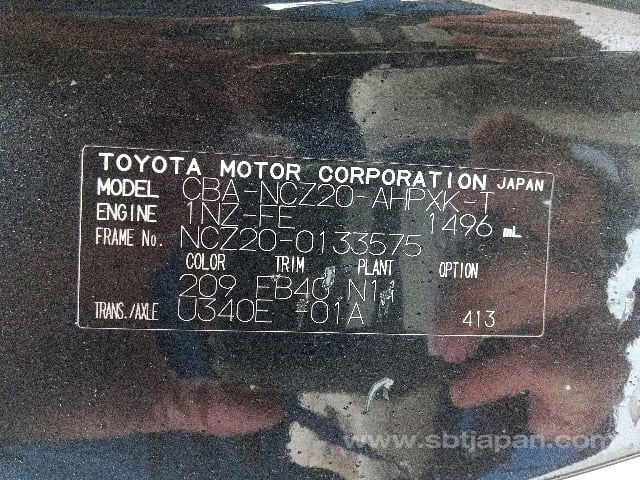 TOYOTA MOTOR CORPORATION JAPAN
MODEL CBA-NCZ20-AHPXK-T
ENGINE 1NZ-FE 1496 mL
FRAME No. NCZ20-0133575
COLOR TRIM PLANT OPTION
209 FB40 N11
TRANS./AXLE U340E -01A 413
www.sbtjapan.com